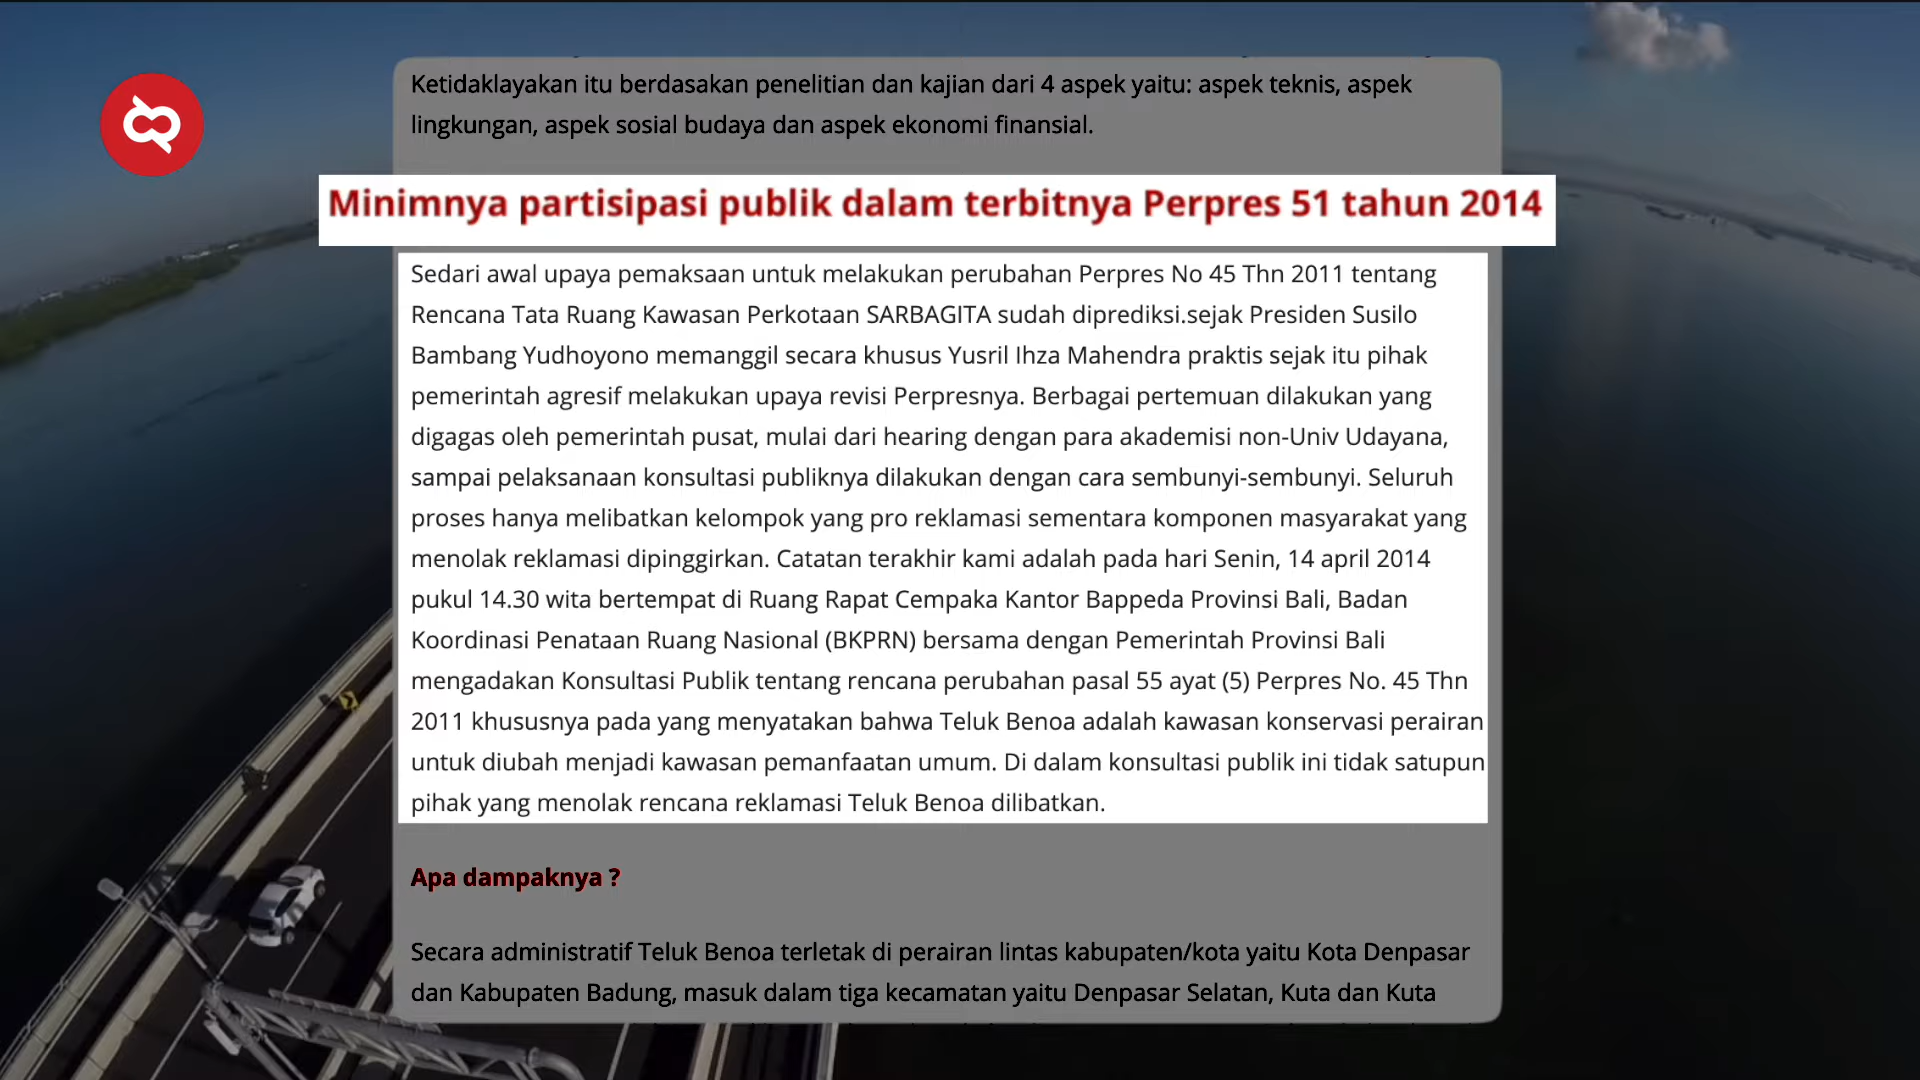 Ketidaklayakan itu berdasakan penelitian dan kajian dari 4 aspek yaitu: aspek teknis, aspek
lingkungan, aspek sosial budaya dan aspek ekonomi finansial.
Minimnya partisipasi publik dalam terbitnya Perpres 51 tahun 2014
Sedari awal upaya pemaksaan untuk melakukan perubahan Perpres No 45 Thn 2011 tentang
Rencana Tata Ruang Kawasan Perkotaan SARBAGITA sudah diprediksi.sejak Presiden Susilo
Bambang Yudhoyono memanggil secara khusus Yusril Ihza Mahendra praktis sejak itu pihak
pemerintah agresif melakukan upaya revisi Perpresnya. Berbagai pertemuan dilakukan yang
digagas oleh pemerintah pusat, mulai dari hearing dengan para akademisi non-Univ Udayana,
sampai pelaksanaan konsultasi publiknya dilakukan dengan cara sembunyi-sembunyi. Seluruh
proses hanya melibatkan kelompok yang pro reklamasi sementara komponen masyarakat yang
menolak reklamasi dipinggirkan. Catatan terakhir kami adalah pada hari Senin, 14 april 2014
pukul 14.30 wita bertempat di Ruang Rapat Cempaka Kantor Bappeda Provinsi Bali, Badan
Koordinasi Penataan Ruang Nasional (BKPRN) bersama dengan Pemerintah Provinsi Bali
mengadakan Konsultasi Publik tentang rencana perubahan pasal 55 ayat (5) Perpres No. 45 Thn
2011 khususnya pada yang menyatakan bahwa Teluk Benoa adalah kawasan konservasi perairan
untuk diubah menjadi kawasan pemanfaatan umum. Di dalam konsultasi publik ini tidak satupun
pihak yang menolak rencana reklamasi Teluk Benoa dilibatkan.
Apa dampaknya ?
Secara administratif Teluk Benoa terletak di perairan lintas kabupaten/kota yaitu Kota Denpasar
dan Kabupaten Badung, masuk dalam tiga kecamatan yaitu Denpasar Selatan, Kuta dan Kuta